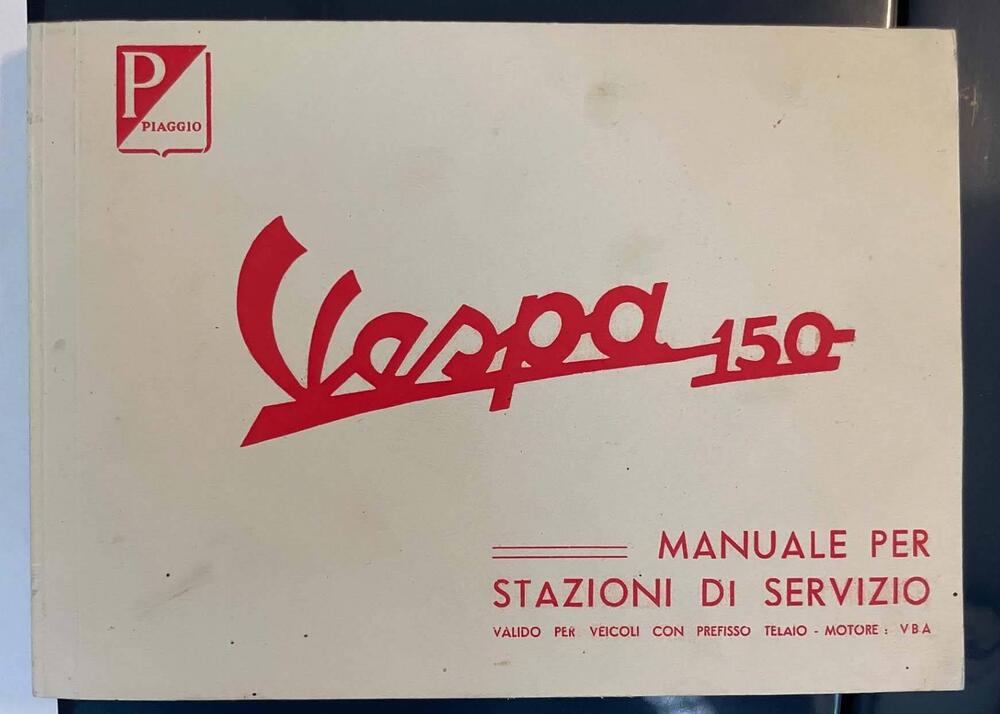 P
PIAGGIO
Vespa 150
MANUALE PER
STAZIONI DI SERVIZIO
VALIDO PER VEICOLI CON PREFISSO TELAIO - MOTORE : VBA